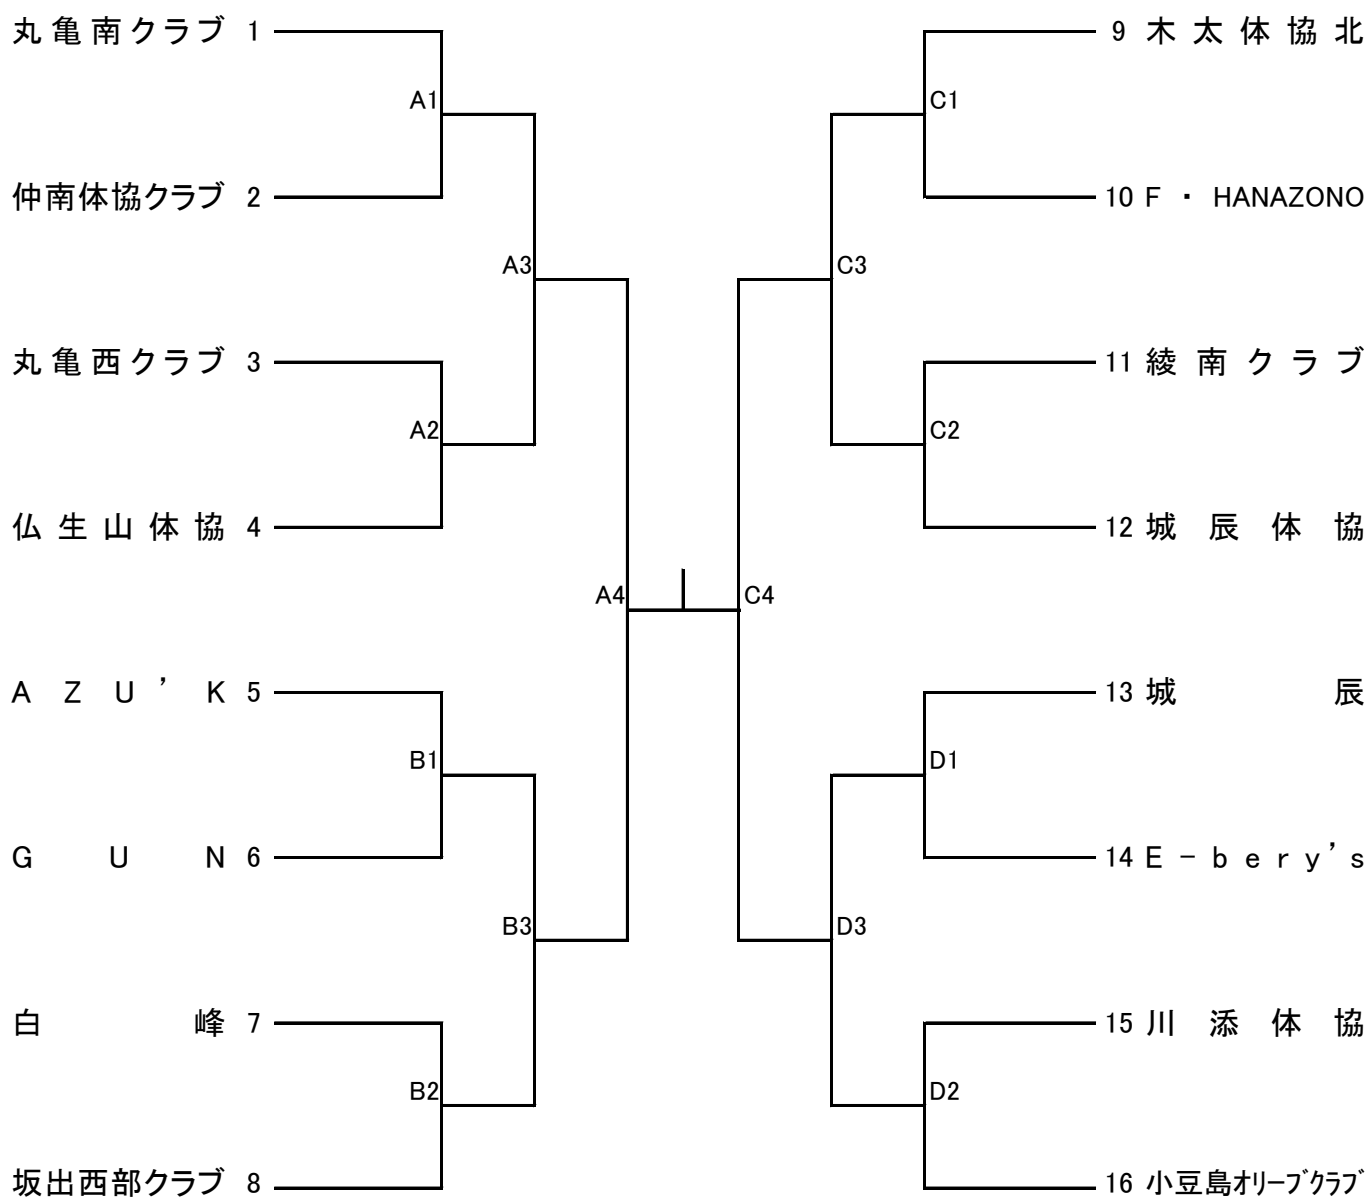 丸亀南クラブ 1
A1
仲南体協クラブ 2
A3
丸亀西クラブ 3
A2
仏生山体協 4
A4
AZU’K 5
B1
GUN 6
B3
白峰 7
B2
坂出西部クラブ 8
9 木太体協北
C1
10 F・HANAZONO
C3
11 綾南クラブ
C2
12 城辰体協
C4
13 城辰
D1
14 E-bery’s
D3
15 川添体協
D2
16 小豆島オリーブクラブ